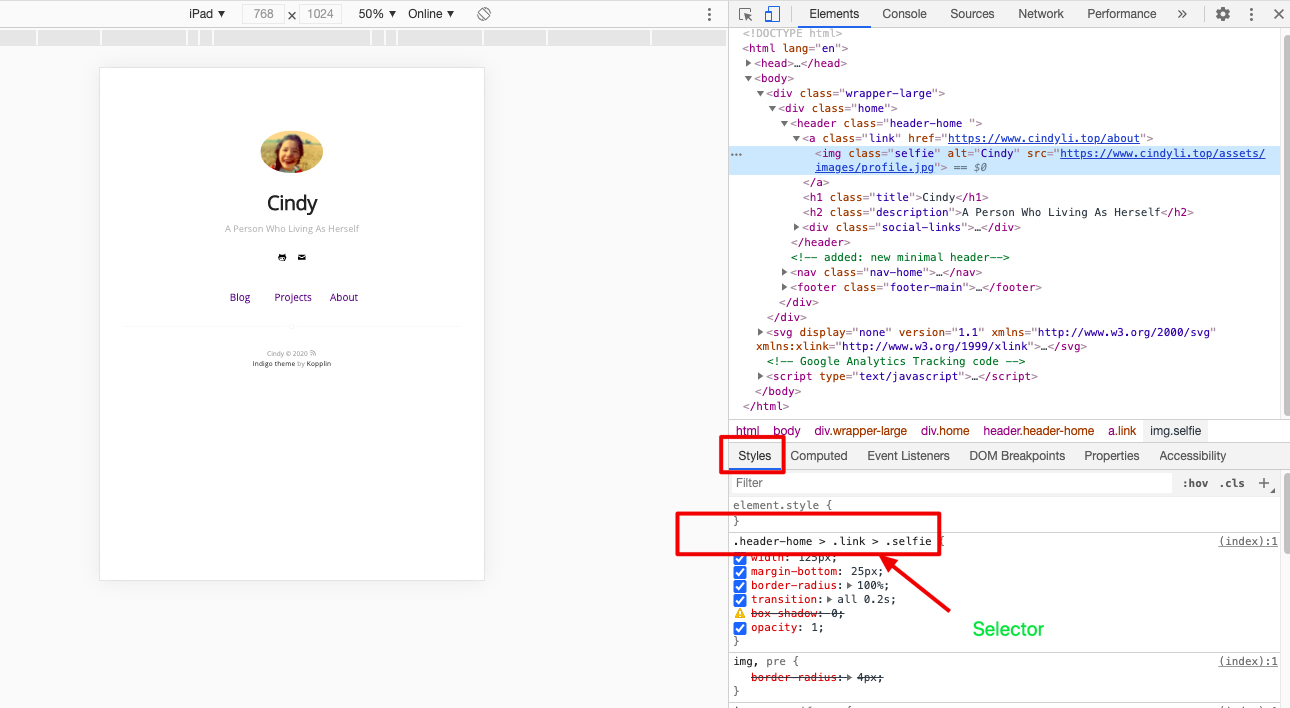 iPad ▼ 768 × 1024 50% ▼ Online ▼
Cindy
A Person Who Living As Herself
Blog Projects About
Cindy © 2020
Indigo theme by Kopplin
Elements Console Sources Network Performance »
<!DOCTYPE html>
<html lang="en">
▶<head>…</head>
▼<body>
▼<div class="wrapper-large">
▼<div class="home">
▼<header class="header-home ">
▼<a class="link" href="https://www.cindyli.top/about">
<img class="selfie" alt="Cindy" src="https://www.cindyli.top/assets/
images/profile.jpg"> == $0
</a>
<h1 class="title">Cindy</h1>
<h2 class="description">A Person Who Living As Herself</h2>
▶<div class="social-links">…</div>
</header>
<!-- added: new minimal header-->
▶<nav class="nav-home">…</nav>
▶<footer class="footer-main">…</footer>
</div>
</div>
▶<svg display="none" version="1.1" xmlns="http://www.w3.org/2000/svg"
xmlns:xlink="http://www.w3.org/1999/xlink">…</svg>
<!-- Google Analytics Tracking code -->
▶<script type="text/javascript">…</script>
</body>
</html>
html body div.wrapper-large div.home header.header-home a.link img.selfie
Styles Computed Event Listeners DOM Breakpoints Properties Accessibility
Filter :hov .cls +
element.style {
}
.header-home > .link > .selfie { (index):1
width: 125px;
margin-bottom: 25px;
border-radius: ▶ 100%;
transition: ▶ all 0.2s;
box-shadow: 0;
opacity: 1;
}
Selector
img, pre { (index):1
border-radius: ▶ 4px;
}